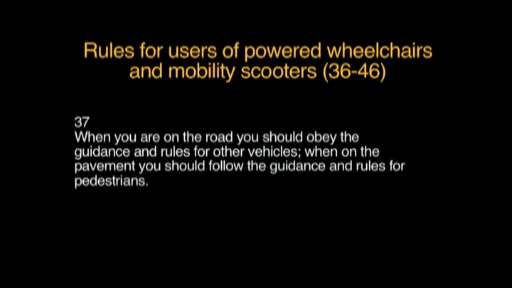 Rules for users of powered wheelchairs
and mobility scooters (36-46)
37
When you are on the road you should obey the
guidance and rules for other vehicles; when on the
pavement you should follow the guidance and rules for
pedestrians.